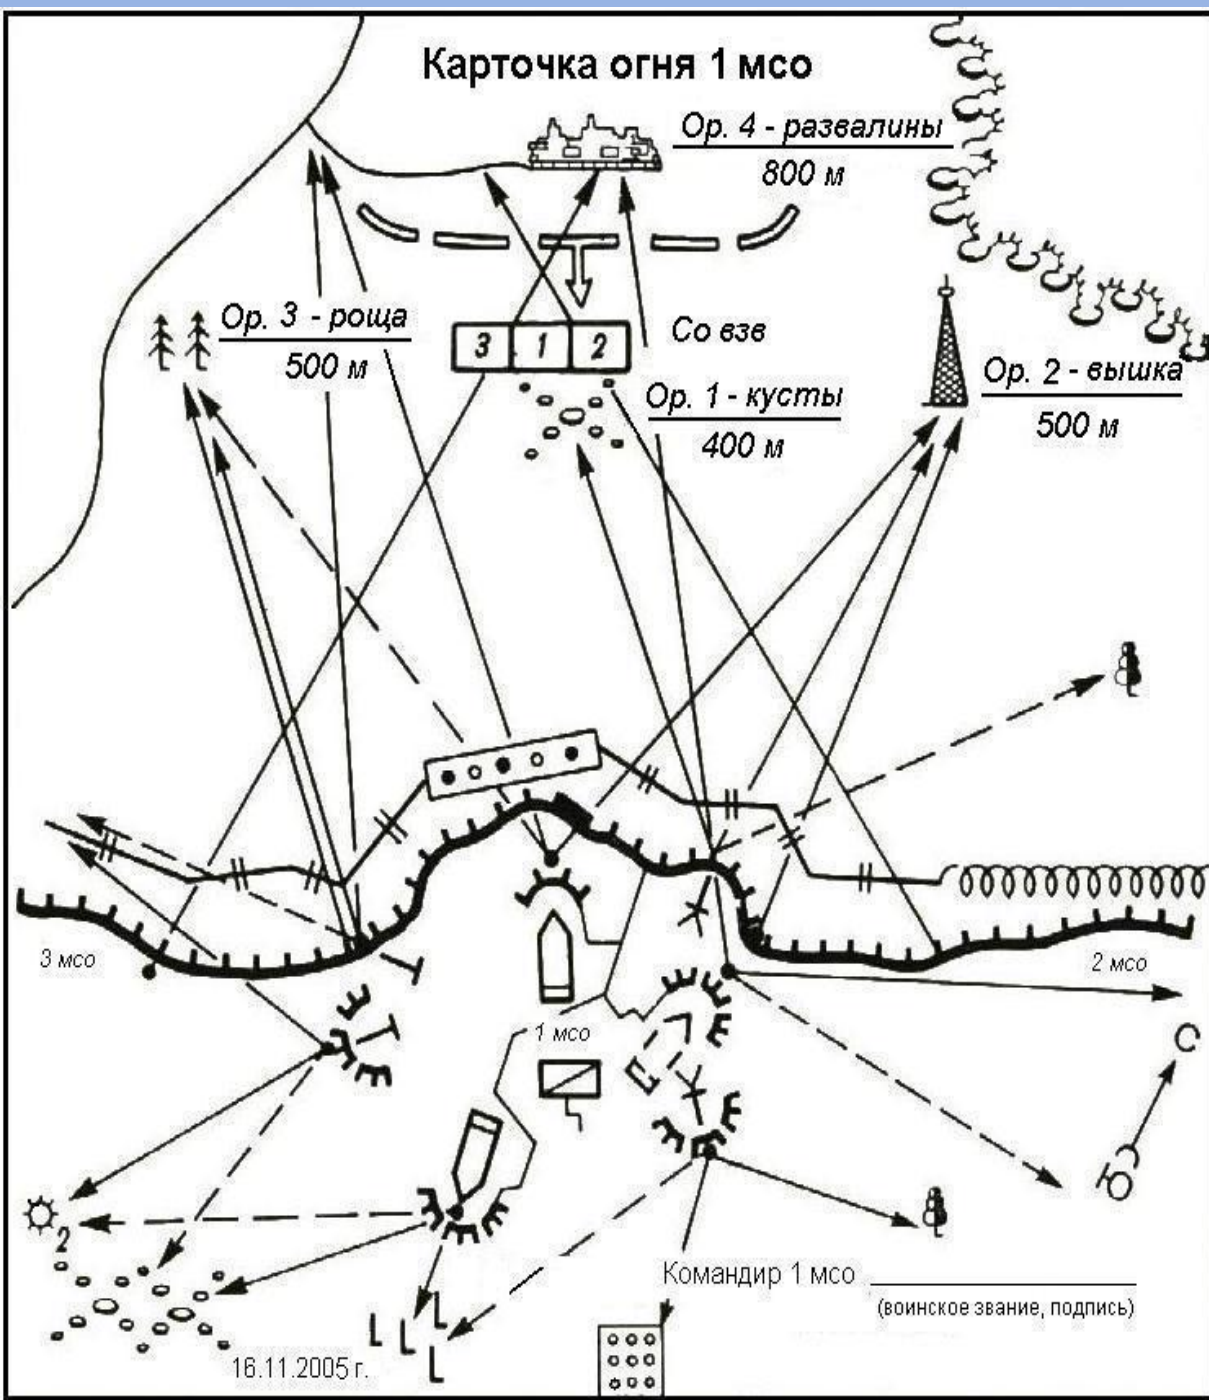 Карточка огня 1 мсо
Ор. 4 - развалины
800 м
Ор. 3 - роща
500 м
3 1 2
Со взв
Ор. 1 - кусты
400 м
Ор. 2 - вышка
500 м
3 мсо
2 мсо
1 мсо
С
Ю
2
Командир 1 мсо
(воинское звание, подпись)
16.11.2005 г.